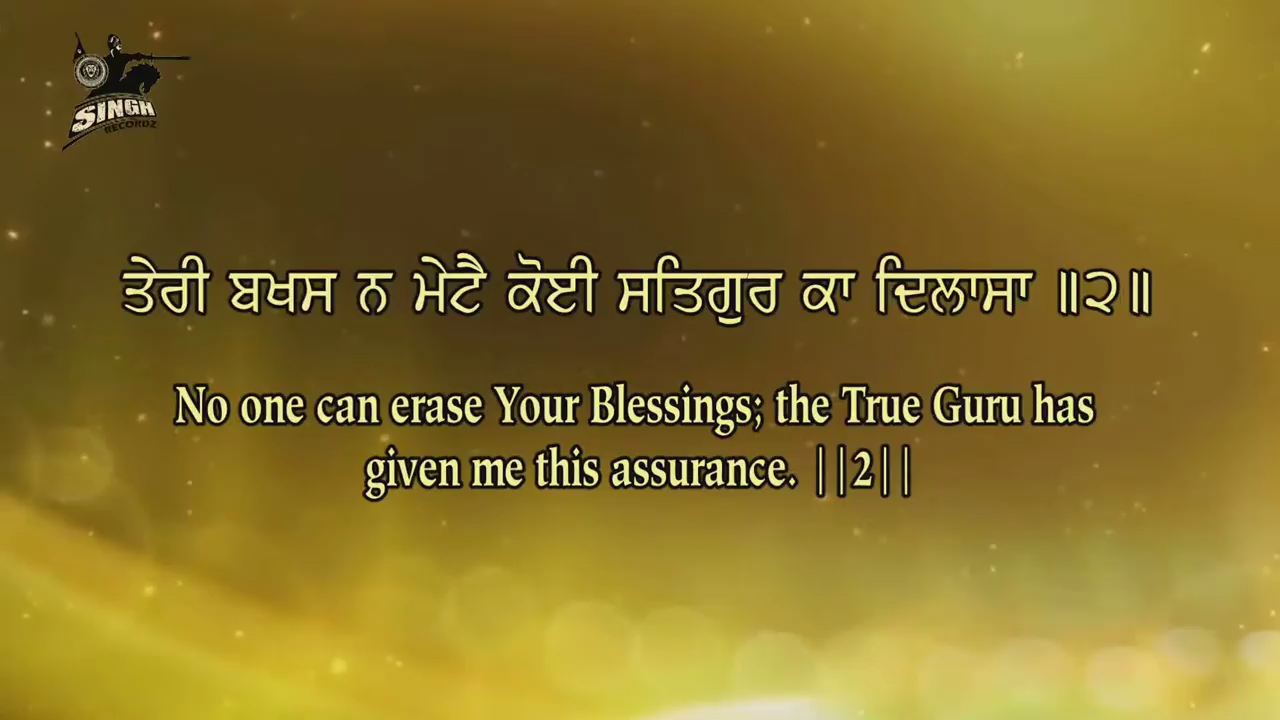 SINGH
RECORDZ
ਤੇਰੀ ਬਖਸ ਨ ਮੇਟੈ ਕੋਈ ਸਤਿਗੁਰ ਕਾ ਦਿਲਾਸਾ ॥੨॥
No one can erase Your Blessings; the True Guru has
given me this assurance. ||2||